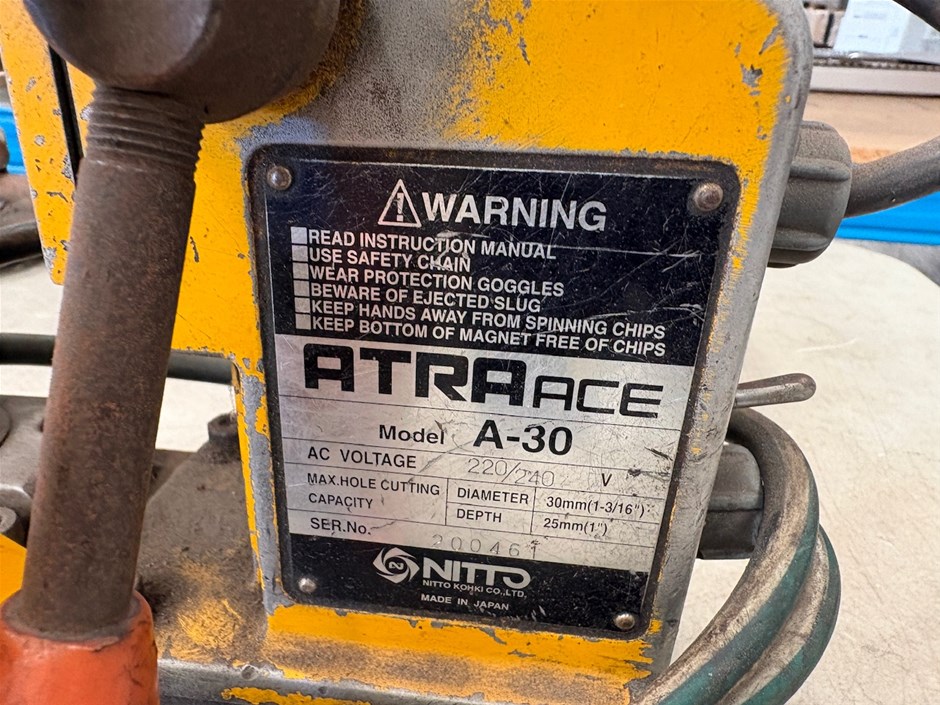 WARNING
READ INSTRUCTION MANUAL
USE SAFETY CHAIN
WEAR PROTECTION GOGGLES
BEWARE OF EJECTED SLUG
KEEP HANDS AWAY FROM SPINNING CHIPS
KEEP BOTTOM OF MAGNET FREE OF CHIPS
ATRA ACE
Model A-30
AC VOLTAGE 220/240 V
MAX.HOLE CUTTING CAPACITY
DIAMETER 30mm(1-3/16")
DEPTH 25mm(1")
SER.No. 200461
NITTO
NITTO KOHKI CO.,LTD.
MADE IN JAPAN